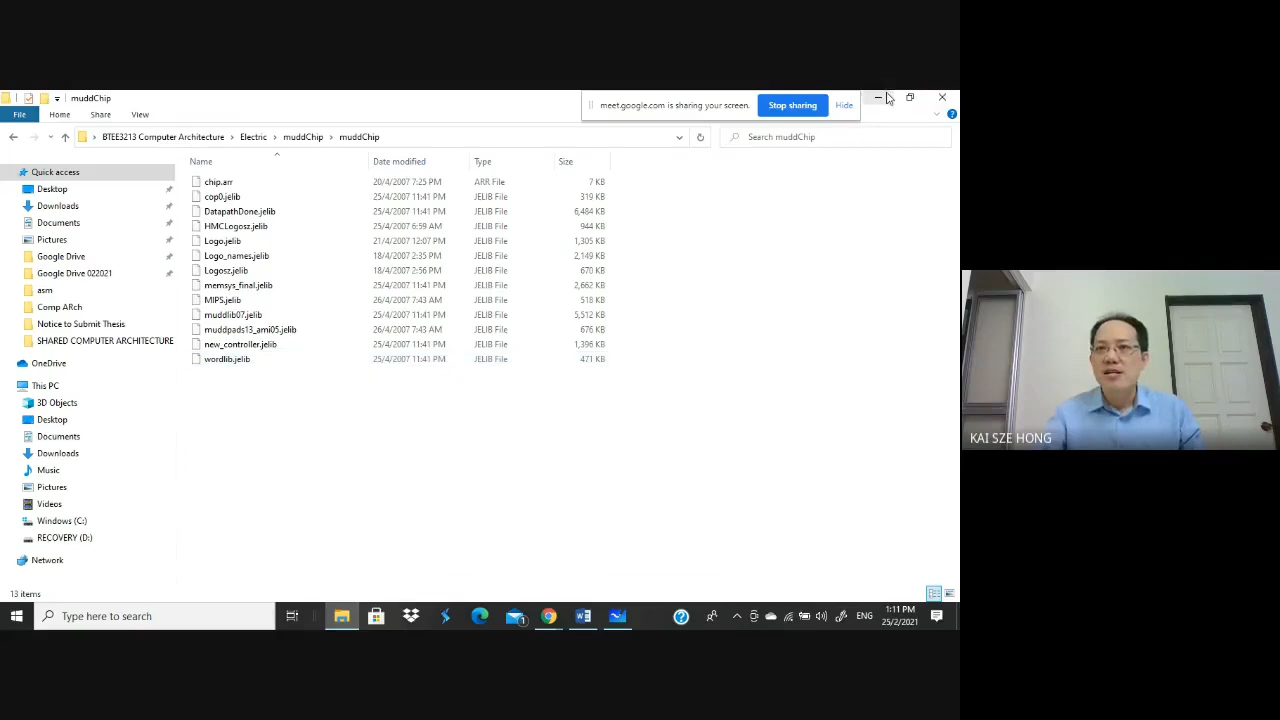 muddChip
meet.google.com is sharing your screen.
Stop sharing
Hide
File
Home
Share
View
BTEE3213 Computer Architecture
Electric
muddChip
muddChip
Search muddChip
Name
Date modified
Type
Size
Quick access
Desktop
Downloads
Documents
Pictures
Google Drive
Google Drive 022021
asm
Comp ARch
Notice to Submit Thesis
SHARED COMPUTER ARCHITECTURE
OneDrive
This PC
3D Objects
Desktop
Documents
Downloads
Music
Pictures
Videos
Windows (C:)
RECOVERY (D:)
Network
chip.arr 20/4/2007 7:25 PM ARR File 7 KB
cop0.jelib 25/4/2007 11:41 PM JELIB File 319 KB
DatapathDone.jelib 25/4/2007 11:41 PM JELIB File 6,484 KB
HMCLogosz.jelib 25/4/2007 6:59 AM JELIB File 944 KB
Logo.jelib 21/4/2007 12:07 PM JELIB File 1,305 KB
Logo_names.jelib 18/4/2007 2:35 PM JELIB File 2,149 KB
Logosz.jelib 18/4/2007 2:56 PM JELIB File 670 KB
memsys_final.jelib 25/4/2007 11:41 PM JELIB File 2,662 KB
MIPS.jelib 26/4/2007 7:43 AM JELIB File 518 KB
muddlib07.jelib 25/4/2007 11:41 PM JELIB File 5,512 KB
muddpads13_ami05.jelib 26/4/2007 7:43 AM JELIB File 676 KB
new_controller.jelib 25/4/2007 11:41 PM JELIB File 1,396 KB
wordlib.jelib 25/4/2007 11:41 PM JELIB File 471 KB
KAI SZE HONG
13 items
Type here to search
1
ENG
1:11 PM
25/2/2021